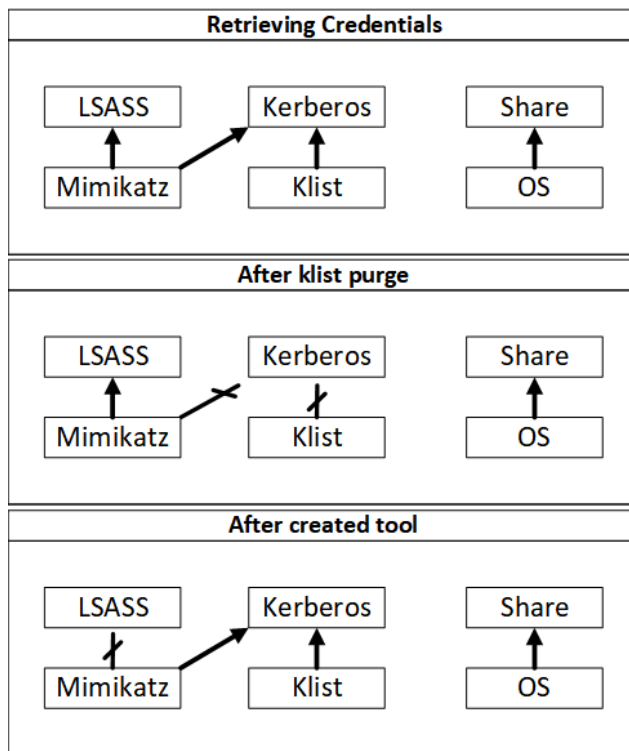 Retrieving Credentials
LSASS Kerberos Share
Mimikatz Klist OS
After klist purge
LSASS Kerberos Share
Mimikatz Klist OS
After created tool
LSASS Kerberos Share
Mimikatz Klist OS